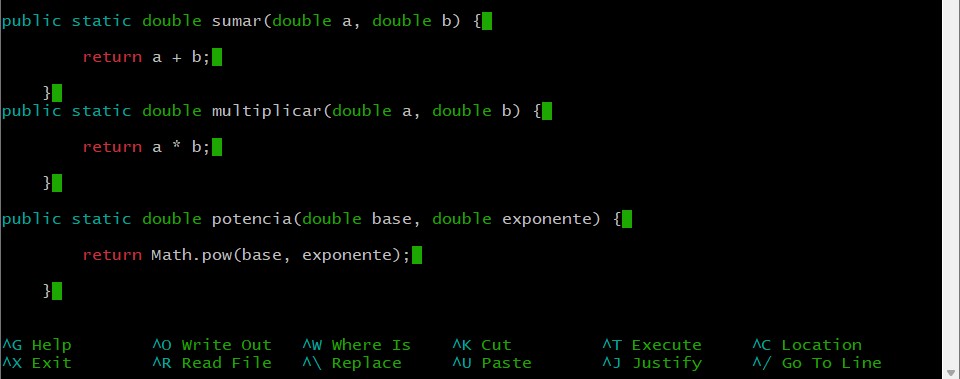 public static double sumar(double a, double b) {
return a + b;
}
public static double multiplicar(double a, double b) {
return a * b;
}
public static double potencia(double base, double exponente) {
return Math.pow(base, exponente);
}
^G Help ^O Write Out ^W Where Is ^K Cut ^T Execute ^C Location
^X Exit ^R Read File ^\ Replace ^U Paste ^J Justify ^/ Go To Line